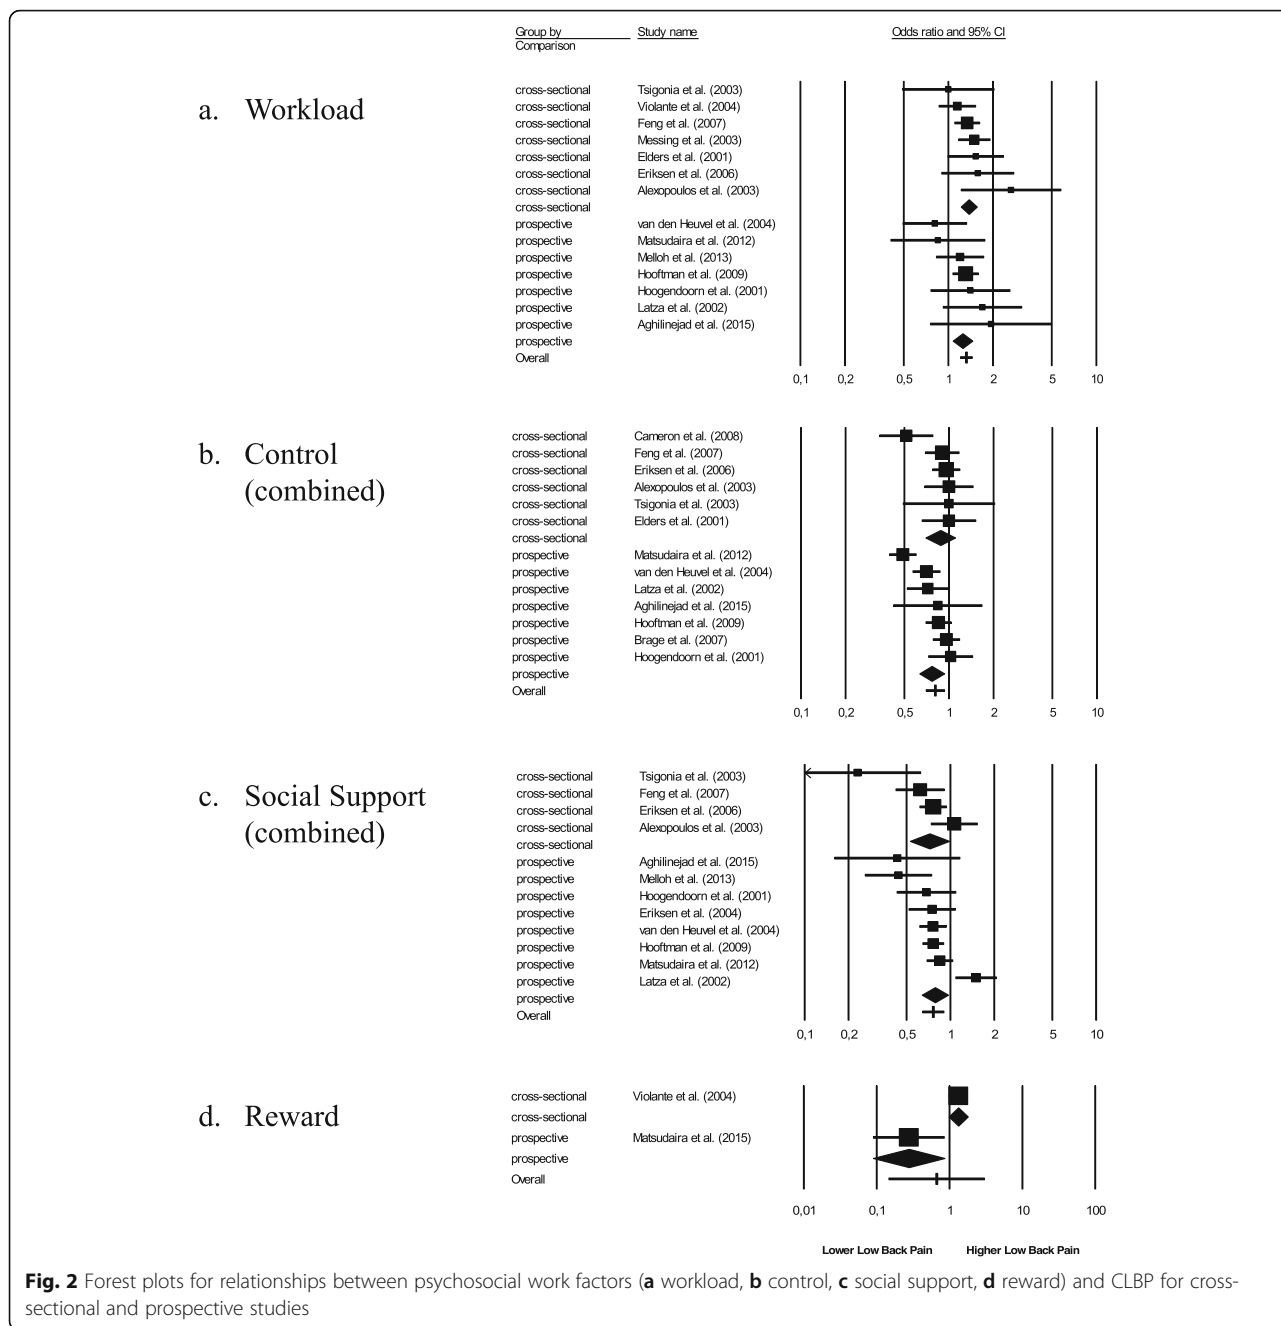 Group by Study name Odds ratio and 95% CI
Comparison
a. Workload
cross-sectional Tsigonia et al. (2003)
cross-sectional Violante et al. (2004)
cross-sectional Feng et al. (2007)
cross-sectional Messing et al. (2003)
cross-sectional Elders et al. (2001)
cross-sectional Eriksen et al. (2006)
cross-sectional Alexopoulos et al. (2003)
cross-sectional
prospective van den Heuvel et al. (2004)
prospective Matsudaira et al. (2012)
prospective Melloh et al. (2013)
prospective Hooftman et al. (2009)
prospective Hoogendoorn et al. (2001)
prospective Latza et al. (2002)
prospective Aghilinejad et al. (2015)
prospective
Overall
0,1 0,2 0,5 1 2 5 10
b. Control
(combined)
cross-sectional Cameron et al. (2008)
cross-sectional Feng et al. (2007)
cross-sectional Eriksen et al. (2006)
cross-sectional Alexopoulos et al. (2003)
cross-sectional Tsigonia et al. (2003)
cross-sectional Elders et al. (2001)
cross-sectional
prospective Matsudaira et al. (2012)
prospective van den Heuvel et al. (2004)
prospective Latza et al. (2002)
prospective Aghilinejad et al. (2015)
prospective Hooftman et al. (2009)
prospective Brage et al. (2007)
prospective Hoogendoorn et al. (2001)
prospective
Overall
0,1 0,2 0,5 1 2 5 10
c. Social Support
(combined)
cross-sectional Tsigonia et al. (2003)
cross-sectional Feng et al. (2007)
cross-sectional Eriksen et al. (2006)
cross-sectional Alexopoulos et al. (2003)
cross-sectional
prospective Aghilinejad et al. (2015)
prospective Melloh et al. (2013)
prospective Hoogendoorn et al. (2001)
prospective Eriksen et al. (2004)
prospective van den Heuvel et al. (2004)
prospective Hooftman et al. (2009)
prospective Matsudaira et al. (2012)
prospective Latza et al. (2002)
prospective
Overall
0,1 0,2 0,5 1 2 5 10
d. Reward
cross-sectional Violante et al. (2004)
cross-sectional
prospective Matsudaira et al. (2015)
prospective
Overall
0,01 0,1 1 10 100
Lower Low Back Pain Higher Low Back Pain
Fig. 2 Forest plots for relationships between psychosocial work factors (a workload, b control, c social support, d reward) and CLBP for cross-
sectional and prospective studies